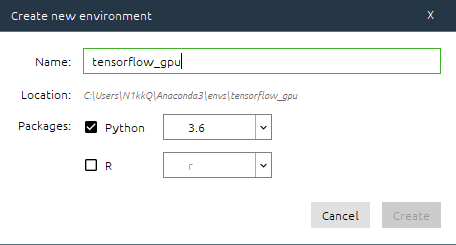 Create new environment X
Name: tensorflow_gpu
Location: C:\Users\N1kkQ\Anaconda3\envs\tensorflow_gpu
Packages: Python 3.6
R r
Cancel Create